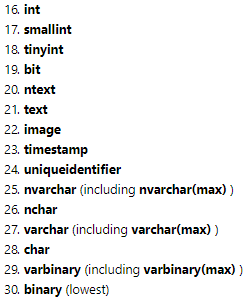 16. int
17. smallint
18. tinyint
19. bit
20. ntext
21. text
22. image
23. timestamp
24. uniqueidentifier
25. nvarchar (including nvarchar(max) )
26. nchar
27. varchar (including varchar(max) )
28. char
29. varbinary (including varbinary(max) )
30. binary (lowest)